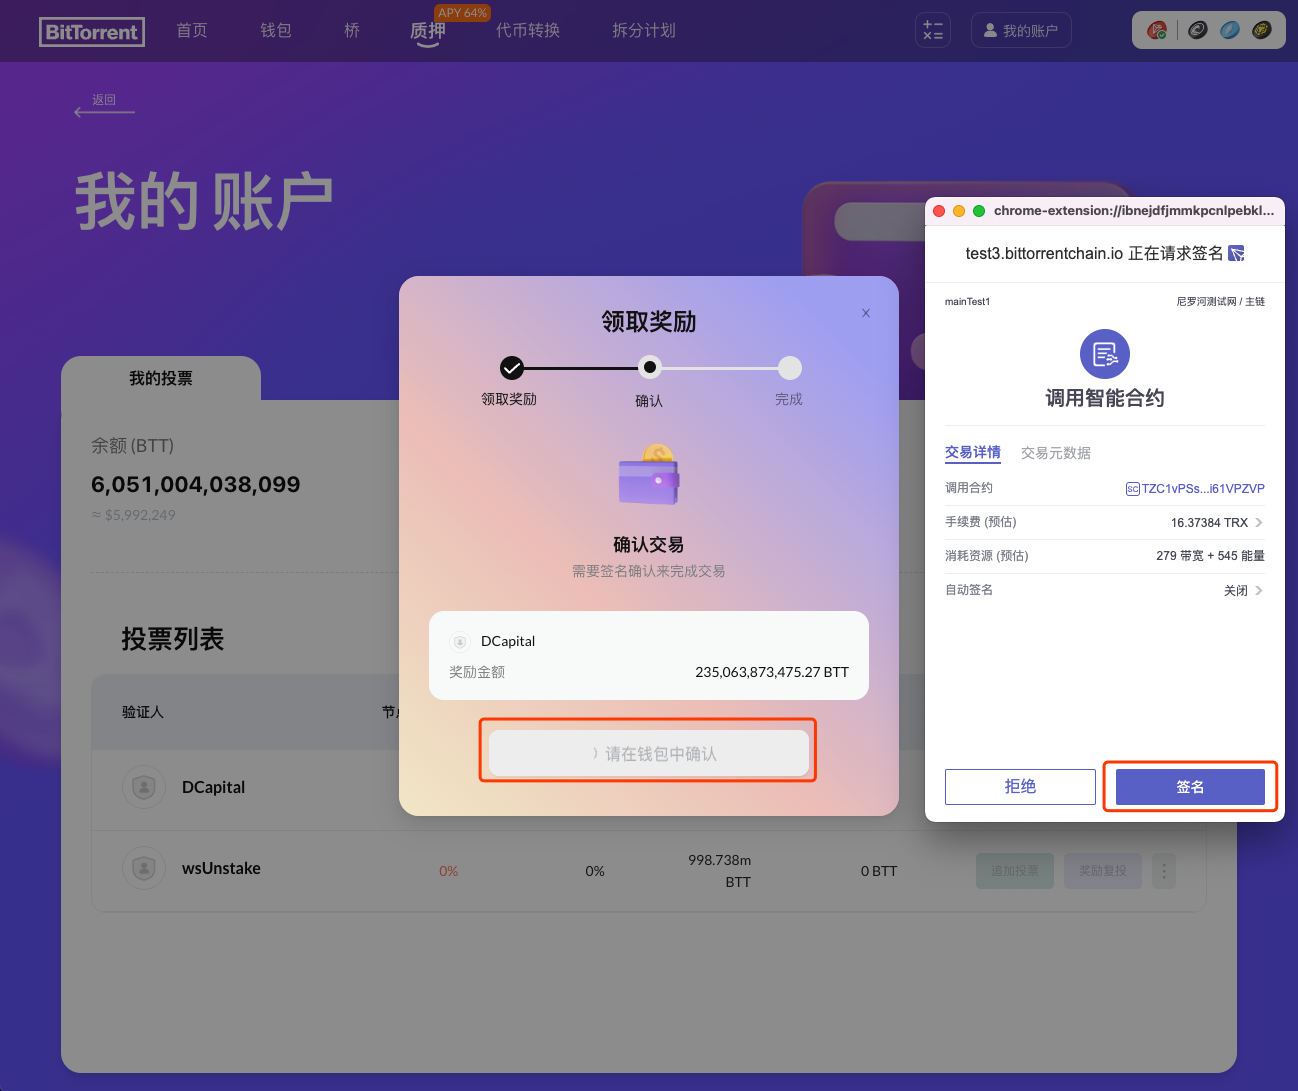 BitTorrent
首页
钱包
桥
质押
APY 64%
代币转换
拆分计划
我的账户
返回
我的账户
我的投票
余额 (BTT)
6,051,004,038,099
≈ $5,992,249
投票列表
验证人
DCapital
wsUnstake
0%
0%
998.738m
BTT
0 BTT
追加投票
奖励复投
领取奖励
x
领取奖励
确认
完成
确认交易
需要签名确认来完成交易
DCapital
奖励金额
235,063,873,475.27 BTT
请在钱包中确认
chrome-extension://ibnejdfjmmkpcnlpebkl...
test3.bittorrentchain.io 正在请求签名
mainTest1
尼罗河测试网 / 主链
调用智能合约
交易详情
交易元数据
调用合约
SC TZC1vPSs...i61VPZVP
手续费 (预估)
16.37384 TRX
消耗资源 (预估)
279 带宽 + 545 能量
自动签名
关闭
拒绝
签名